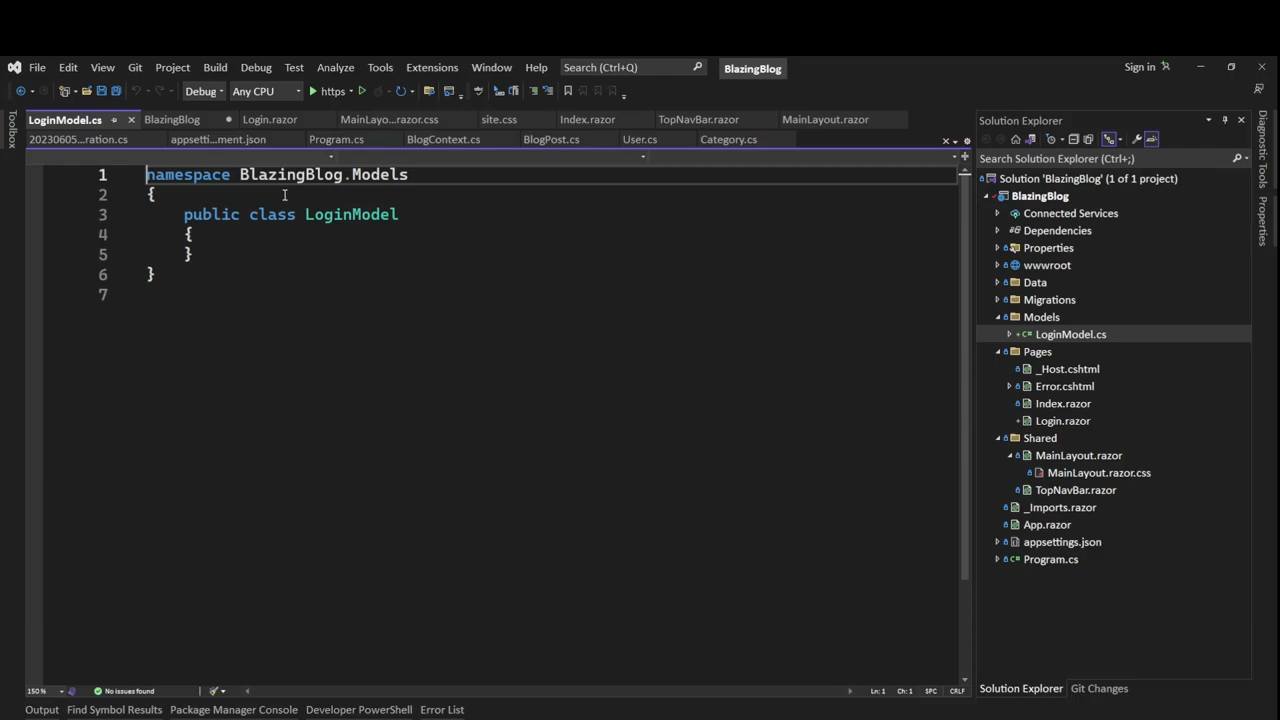 File Edit View Git Project Build Debug Test Analyze Tools Extensions Window Help Search (Ctrl+Q) BlazingBlog Sign in
Debug Any CPU https
LoginModel.cs BlazingBlog Login.razor MainLayo...razor.css site.css Index.razor TopNavBar.razor MainLayout.razor
20230605...ration.cs appsetti...ment.json Program.cs BlogContext.cs BlogPost.cs User.cs Category.cs
Toolbox
1 namespace BlazingBlog.Models
2 {
3 public class LoginModel
4 {
5 }
6 }
7
150 % No issues found Ln: 1 Ch: 1 SPC CRLF
Solution Explorer
Search Solution Explorer (Ctrl+;)
Solution 'BlazingBlog' (1 of 1 project)
BlazingBlog
Connected Services
Dependencies
Properties
wwwroot
Data
Migrations
Models
C# LoginModel.cs
Pages
_Host.cshtml
Error.cshtml
Index.razor
Login.razor
Shared
MainLayout.razor
MainLayout.razor.css
TopNavBar.razor
_Imports.razor
App.razor
appsettings.json
Program.cs
Solution Explorer Git Changes
Diagnostic Tools
Properties
Output Find Symbol Results Package Manager Console Developer PowerShell Error List